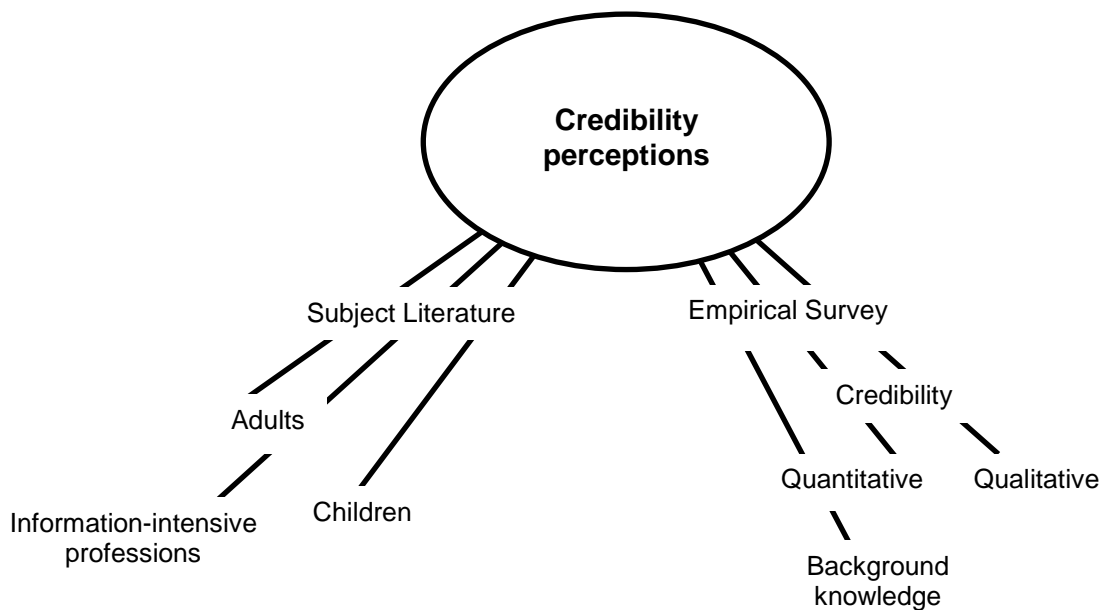 Credibility
perceptions
Subject Literature
Empirical Survey
Adults
Credibility
Information-intensive
professions
Children
Quantitative
Qualitative
Background
knowledge